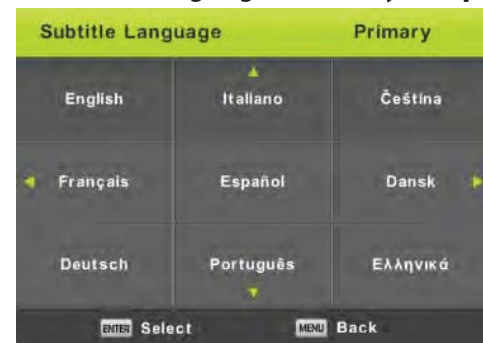 Subtitle Language Primary
English Italiano Čeština
Français Español Dansk
Deutsch Português Ελληνικά
ENTER Select MENU Back